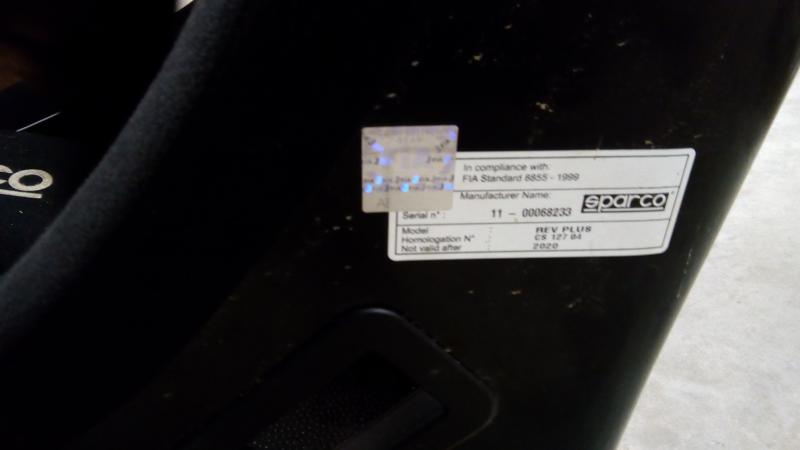 co
In compliance with:
FIA Standard 8855 - 1999
Manufacturer Name:
sparco
Serial n° : 11 - 00068233
Model : REV PLUS
Homologation N° : CS 127 04
Not valid after : 2020